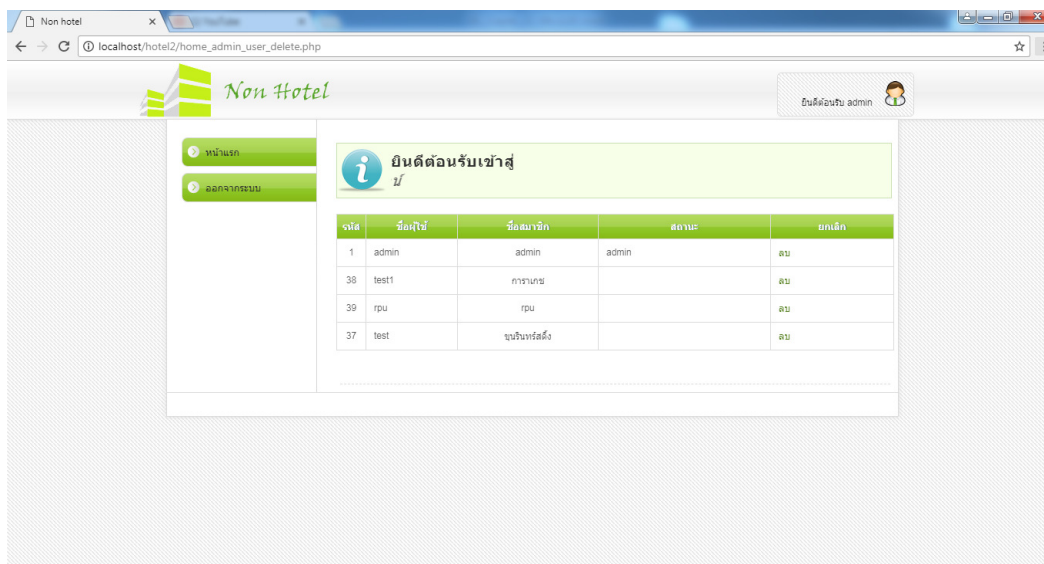 Non hotel
localhost/hotel2/home_admin_user_delete.php
Non Hotel
ยินดีต้อนรับ admin
หน้าแรก
ออกจากระบบ
ยินดีต้อนรับเข้าสู่
รหัส ชื่อผู้ใช้ ชื่อสมาชิก สถานะ ยกเลิก
1 admin admin admin ลบ
38 test1 การาเกช ลบ
39 rpu rpu ลบ
37 test ขุนรินทร์สติ้ง ลบ